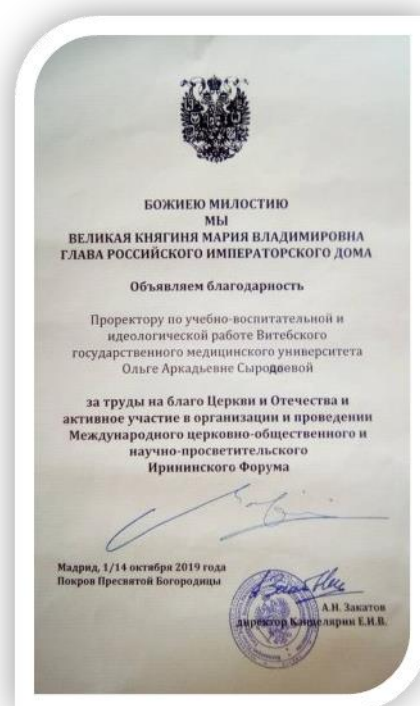 БОЖИЕЮ МИЛОСТИЮ
МЫ
ВЕЛИКАЯ КНЯГИНЯ МАРИЯ ВЛАДИМИРОВНА
ГЛАВА РОССИЙСКОГО ИМПЕРАТОРСКОГО ДОМА
Объявляем благодарность
Проректору по учебно-воспитательной и
идеологической работе Витебского
государственного медицинского университета
Ольге Аркадьевне Сыродоевой
за труды на благо Церкви и Отечества и
активное участие в организации и проведении
Международного церковно-общественного и
научно-просветительского
Ирининского Форума
Мадрид, 1/14 октября 2019 года
Покров Пресвятой Богородицы
А.Н. Закатов
директор Канцелярии Е.И.В.